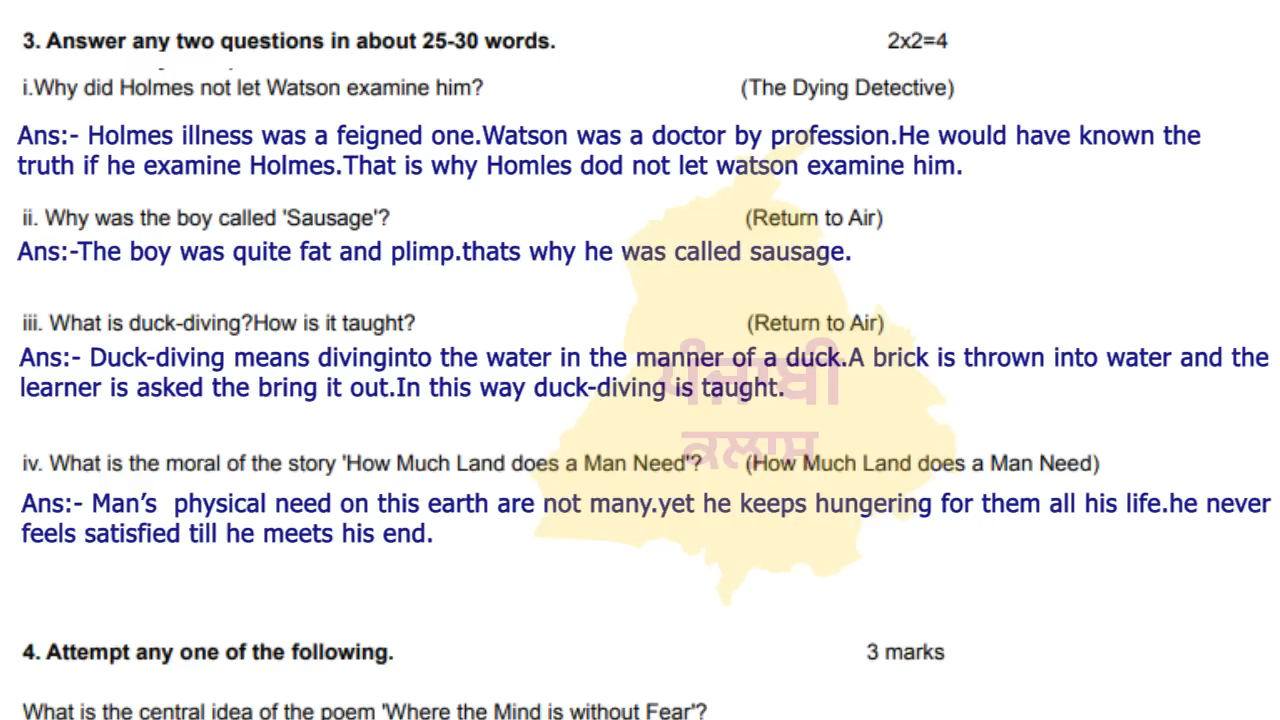 3. Answer any two questions in about 25-30 words. 2x2=4
i.Why did Holmes not let Watson examine him? (The Dying Detective)
Ans:- Holmes illness was a feigned one.Watson was a doctor by profession.He would have known the
truth if he examine Holmes.That is why Homles dod not let watson examine him.
ii. Why was the boy called 'Sausage'? (Return to Air)
Ans:-The boy was quite fat and plimp.thats why he was called sausage.
iii. What is duck-diving?How is it taught? (Return to Air)
Ans:- Duck-diving means divinginto the water in the manner of a duck.A brick is thrown into water and the
learner is asked the bring it out.In this way duck-diving is taught.
ਪੰਜਾਬੀ
ਕਲਾਸ
iv. What is the moral of the story 'How Much Land does a Man Need'? (How Much Land does a Man Need)
Ans:- Man’s physical need on this earth are not many.yet he keeps hungering for them all his life.he never
feels satisfied till he meets his end.
4. Attempt any one of the following. 3 marks
What is the central idea of the poem 'Where the Mind is without Fear'?